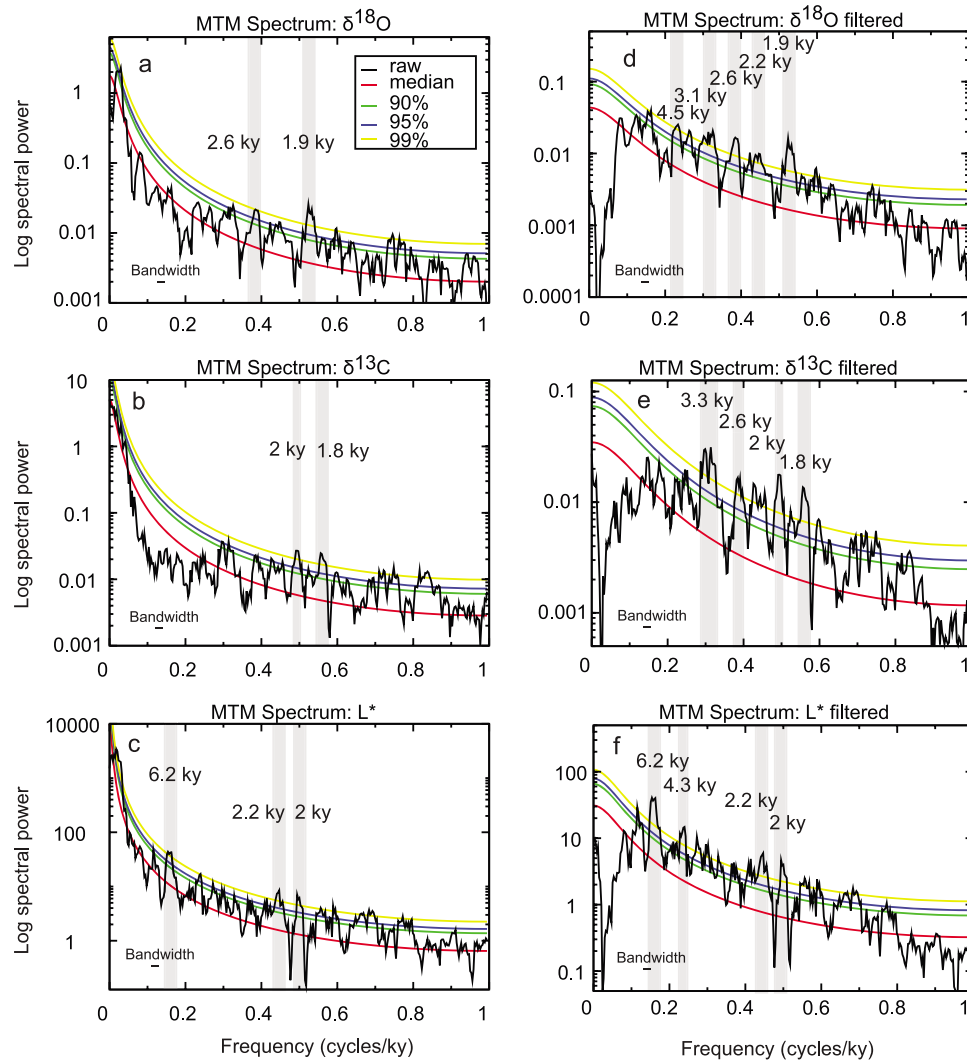 MTM Spectrum: δ18O
a
raw
median
90%
95%
99%
2.6 ky
1.9 ky
Bandwidth
Log spectral power
1
0.1
0.01
0.001
0 0.2 0.4 0.6 0.8 1
MTM Spectrum: δ18O filtered
d
1.9 ky
2.2 ky
2.6 ky
3.1 ky
4.5 ky
Bandwidth
0.1
0.01
0.001
0.0001
0 0.2 0.4 0.6 0.8 1
MTM Spectrum: δ13C
b
2 ky
1.8 ky
Bandwidth
Log spectral power
10
1
0.1
0.01
0.001
0 0.2 0.4 0.6 0.8 1
MTM Spectrum: δ13C filtered
e
3.3 ky
2.6 ky
2 ky
1.8 ky
Bandwidth
0.1
0.01
0.001
0 0.2 0.4 0.6 0.8 1
MTM Spectrum: L*
c
6.2 ky
2.2 ky
2 ky
Bandwidth
Log spectral power
10000
100
1
0 0.2 0.4 0.6 0.8 1
Frequency (cycles/ky)
MTM Spectrum: L* filtered
f
6.2 ky
4.3 ky
2.2 ky
2 ky
Bandwidth
100
10
1
0.1
0 0.2 0.4 0.6 0.8 1
Frequency (cycles/ky)